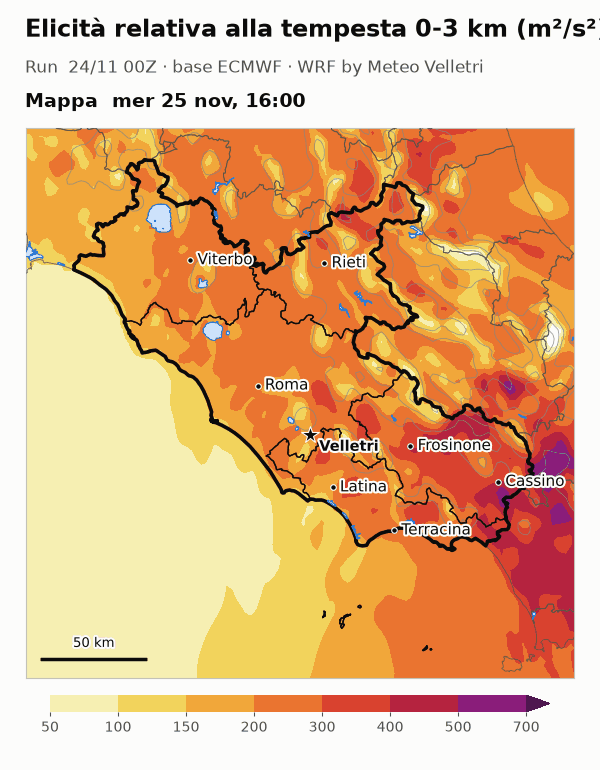 Elicità relativa alla tempesta 0-3 km (m²/s²)
Run 24/11 00Z · base ECMWF · WRF by Meteo Velletri
Mappa mer 25 nov, 16:00
Viterbo
Rieti
Roma
Velletri
Frosinone
Latina
Cassino
Terracina
50 km
50 100 150 200 300 400 500 700